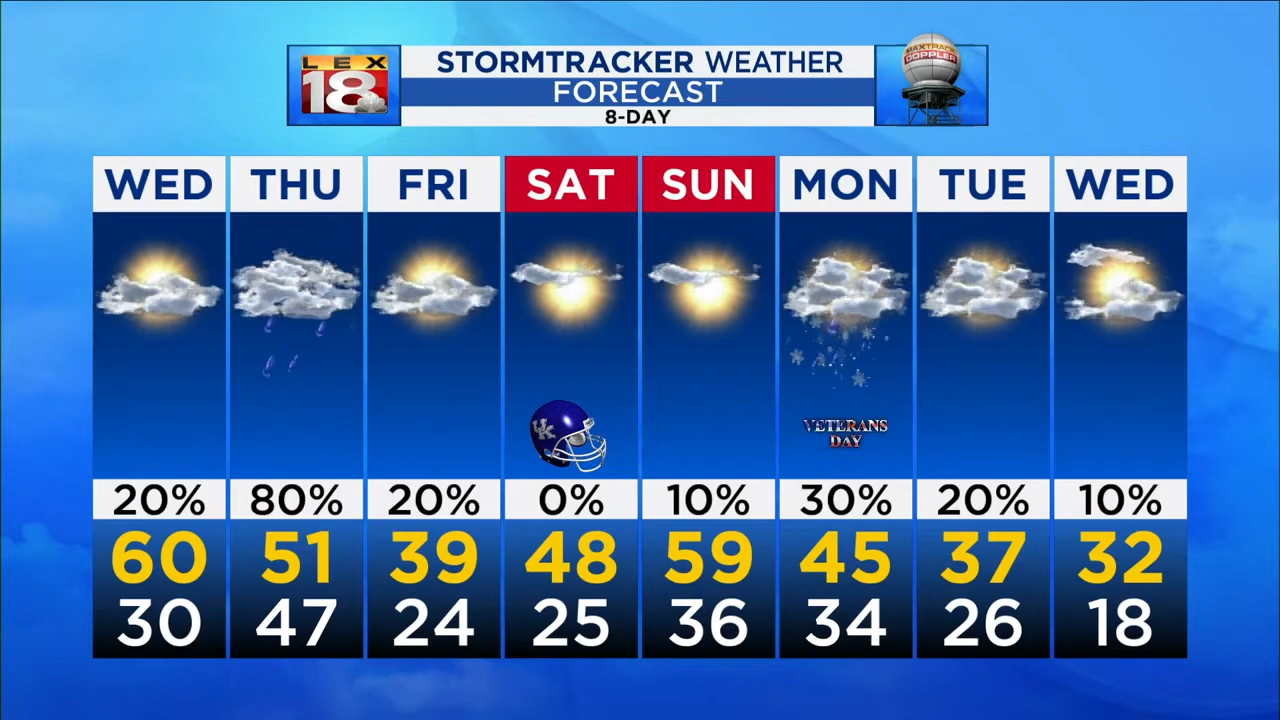 LEX
18
STORMTRACKER WEATHER
FORECAST
8-DAY
MAXTRACK
DOPPLER
WED THU FRI SAT SUN MON TUE WED
UK
VETERANS
DAY
20% 80% 20% 0% 10% 30% 20% 10%
60 51 39 48 59 45 37 32
30 47 24 25 36 34 26 18